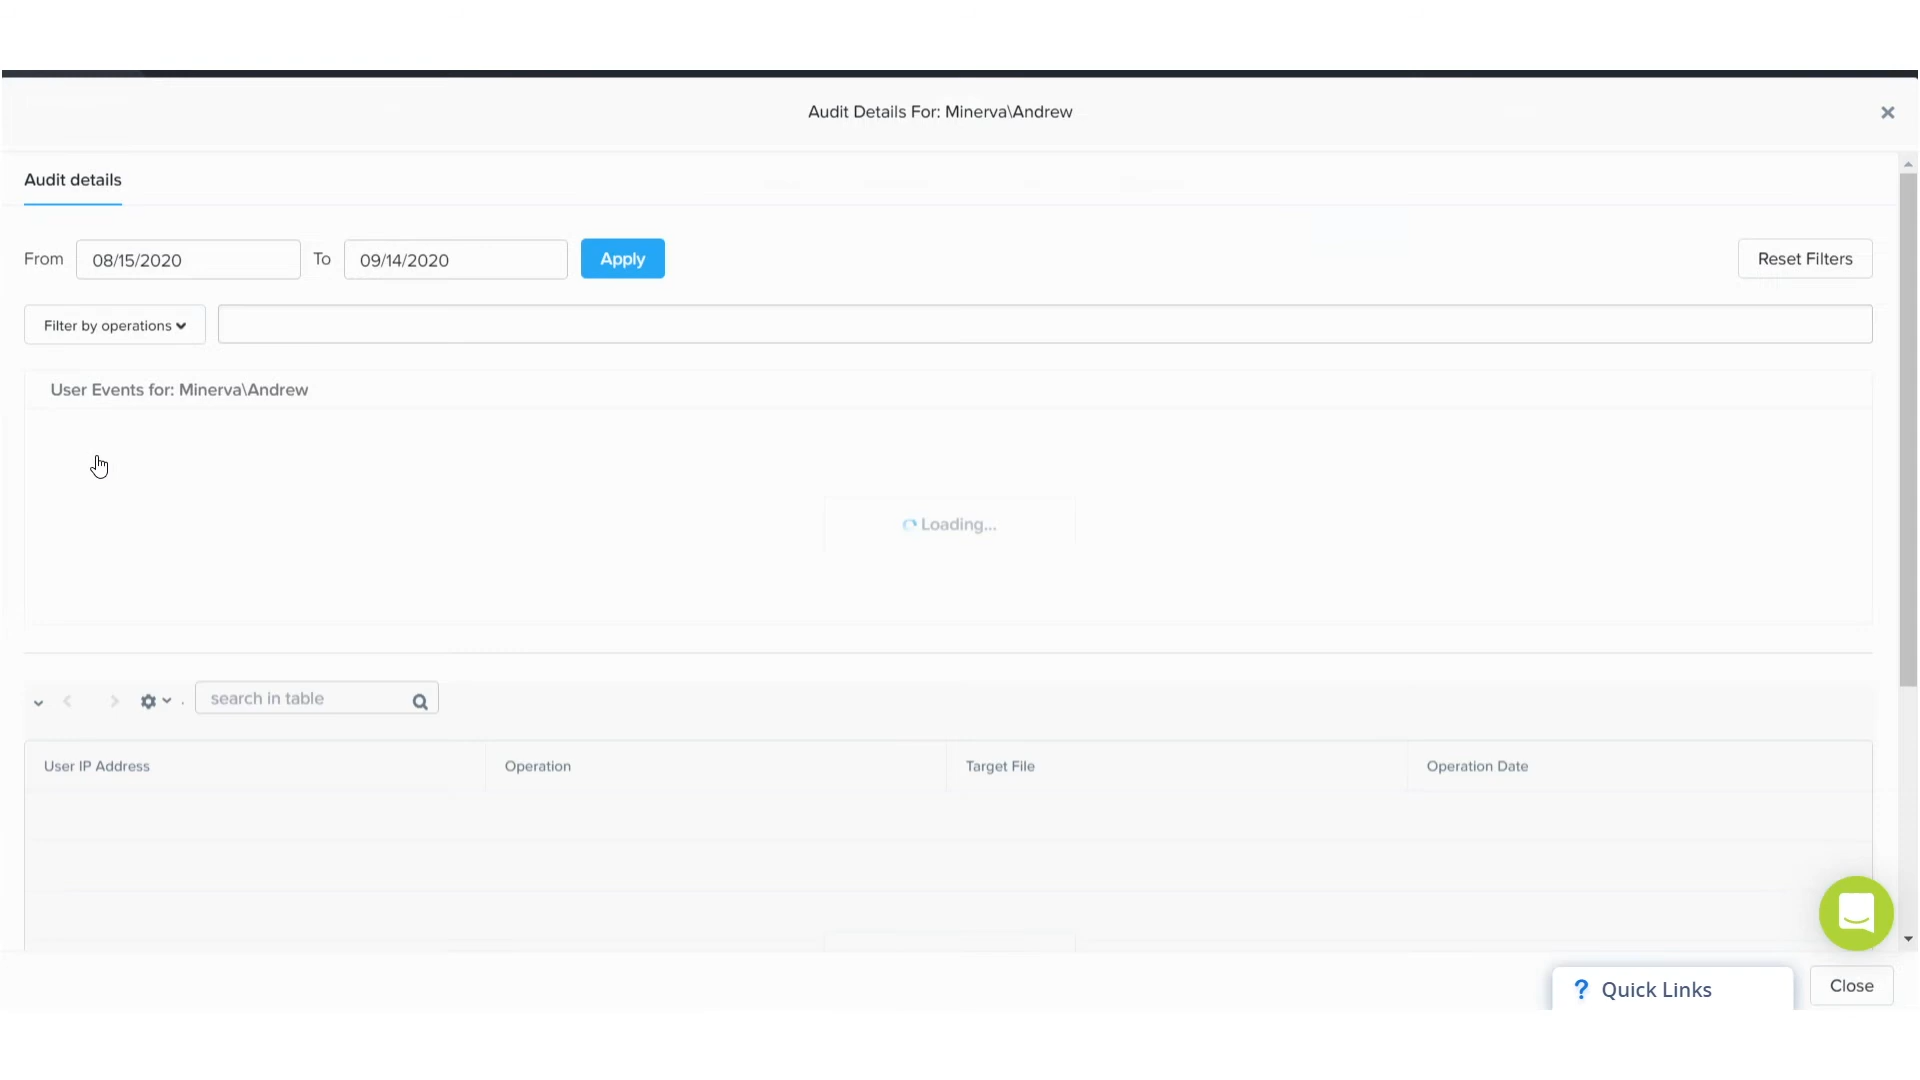 Audit Details For: Minerva\Andrew
Audit details
From 08/15/2020 To 09/14/2020 Apply Reset Filters
Filter by operations
User Events for: Minerva\Andrew
Loading...
search in table
User IP Address Operation Target File Operation Date
? Quick Links Close